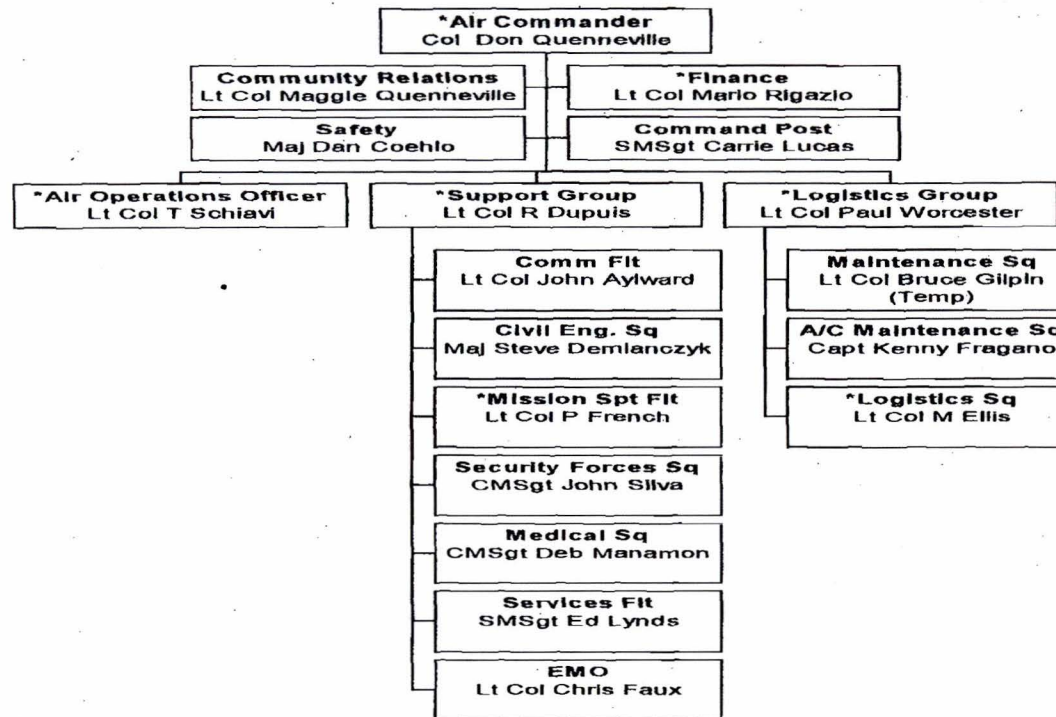 *Air Commander
Col Don Quenneville
Community Relations
Lt Col Maggie Quenneville
*Finance
Lt Col Mario Rigazio
Safety
Maj Dan Coehlo
Command Post
SMSgt Carrie Lucas
*Air Operations Officer
Lt Col T Schiavi
*Support Group
Lt Col R Dupuis
*Logistics Group
Lt Col Paul Worcester
Comm Flt
Lt Col John Aylward
Civil Eng. Sq
Maj Steve Demianczyk
*Mission Spt Flt
Lt Col P French
Security Forces Sq
CMSgt John Silva
Medical Sq
CMSgt Deb Manamon
Services Flt
SMSgt Ed Lynds
EMO
Lt Col Chris Faux
Maintenance Sq
Lt Col Bruce Gilpin
(Temp)
A/C Maintenance Sq
Capt Kenny Fragano
*Logistics Sq
Lt Col M Ellis